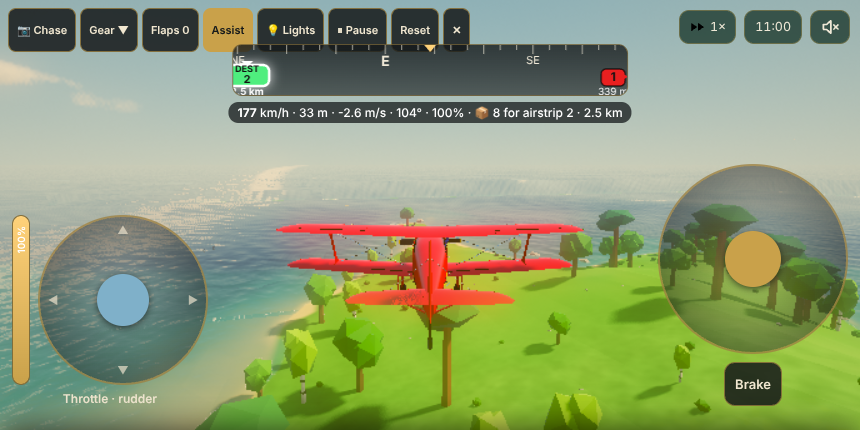 Chase
Gear ▼
Flaps 0
Assist
Lights
Pause
Reset
×
1×
11:00
NE
E
SE
DEST
2
1
5 km
339 m
177 km/h · 33 m · -2.6 m/s · 104° · 100% · 📦 8 for airstrip 2 · 2.5 km
100%
Throttle · rudder
Brake